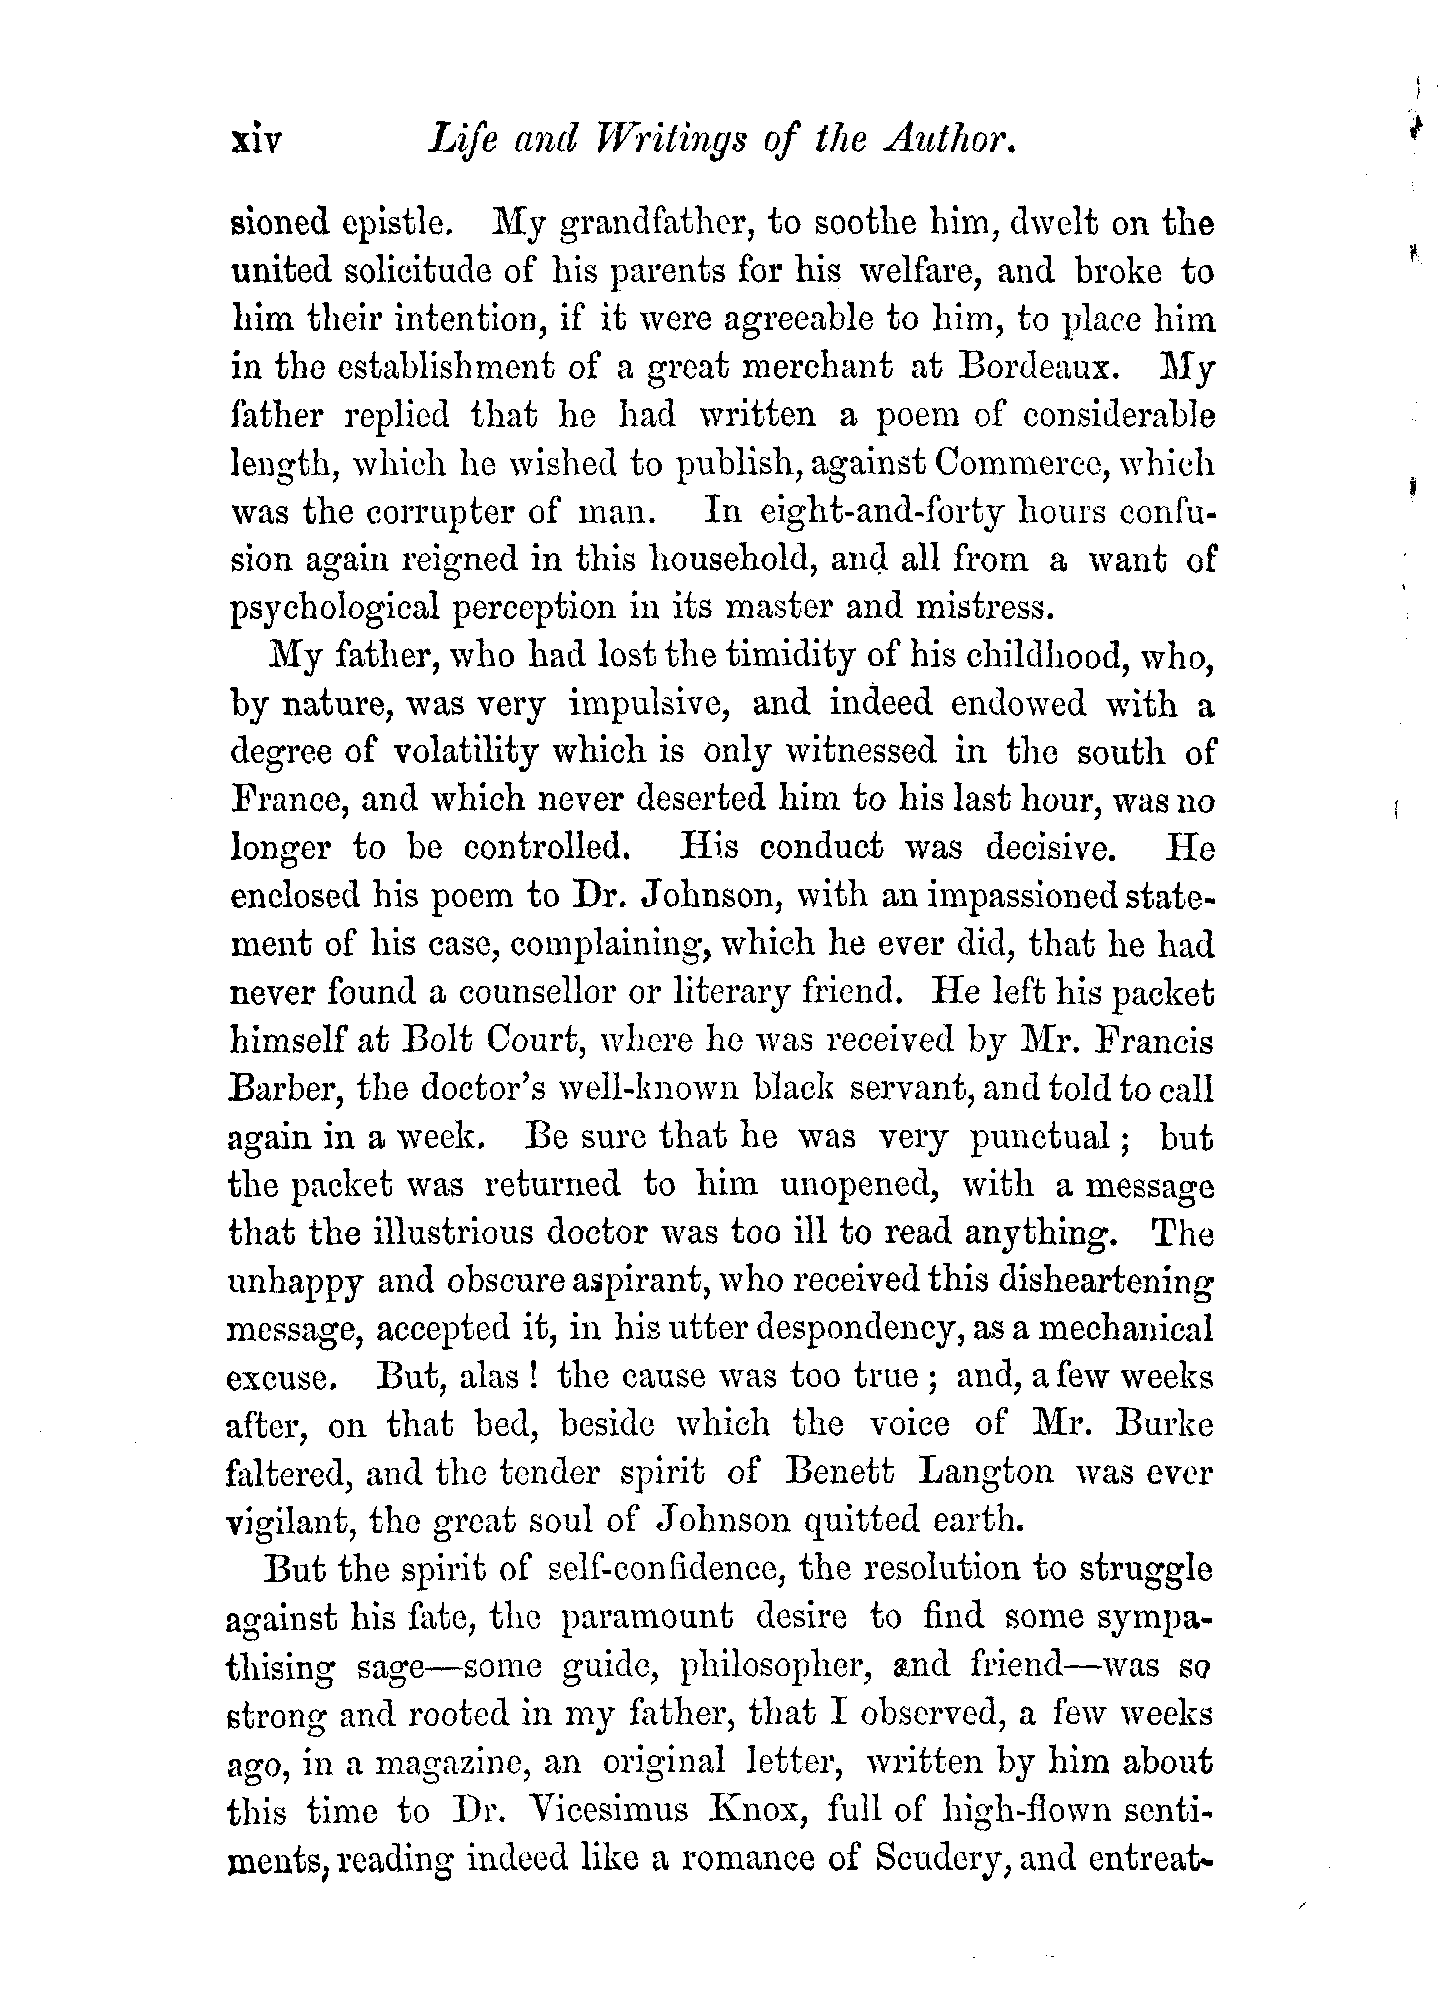 xiv Life and Writings of the Author.
sioned epistle. My grandfather, to soothe him, dwelt on the
united solicitude of his parents for his welfare, and broke to
him their intention, if it were agreeable to him, to place him
in the establishment of a great merchant at Bordeaux. My
father replied that he had written a poem of considerable
length, which he wished to publish, against Commerce, which
was the corrupter of man. In eight-and-forty hours confu-
sion again reigned in this household, and all from a want of
psychological perception in its master and mistress.
My father, who had lost the timidity of his childhood, who,
by nature, was very impulsive, and indeed endowed with a
degree of volatility which is only witnessed in the south of
France, and which never deserted him to his last hour, was no
longer to be controlled. His conduct was decisive. He
enclosed his poem to Dr. Johnson, with an impassioned state-
ment of his case, complaining, which he ever did, that he had
never found a counsellor or literary friend. He left his packet
himself at Bolt Court, where he was received by Mr. Francis
Barber, the doctor's well-known black servant, and told to call
again in a week. Be sure that he was very punctual ; but
the packet was returned to him unopened, with a message
that the illustrious doctor was too ill to read anything. The
unhappy and obscure aspirant, who received this disheartening
message, accepted it, in his utter despondency, as a mechanical
excuse. But, alas ! the cause was too true ; and, a few weeks
after, on that bed, beside which the voice of Mr. Burke
faltered, and the tender spirit of Benett Langton was ever
vigilant, the great soul of Johnson quitted earth.
But the spirit of self-confidence, the resolution to struggle
against his fate, the paramount desire to find some sympa-
thising sage—some guide, philosopher, and friend—was so
strong and rooted in my father, that I observed, a few weeks
ago, in a magazine, an original letter, written by him about
this time to Dr. Vicesimus Knox, full of high-flown senti-
ments, reading indeed like a romance of Scudery, and entreat-